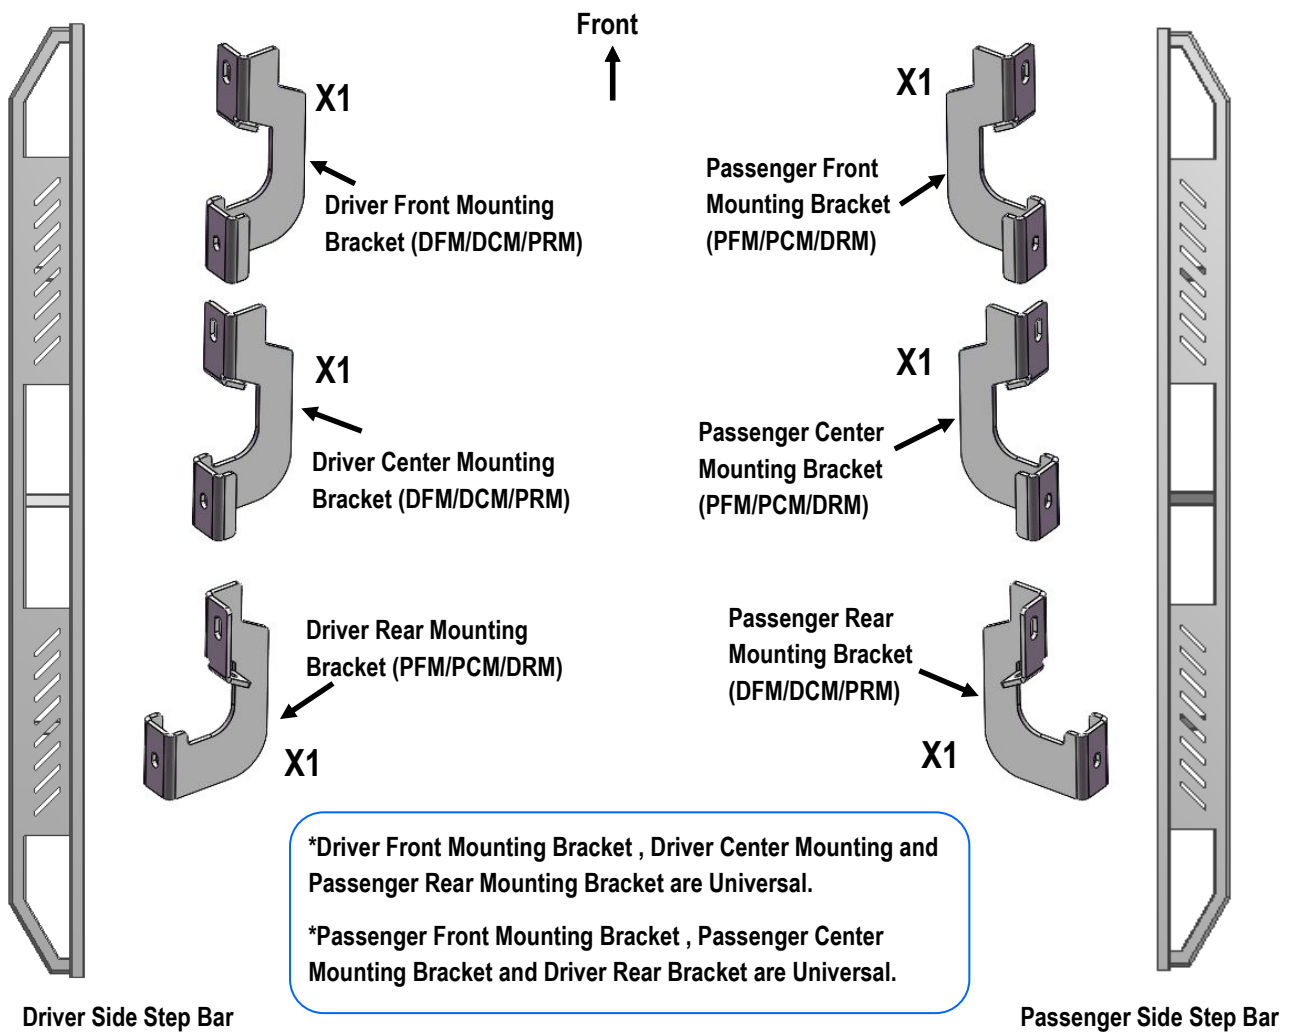 Front
X1
X1
Driver Front Mounting
Bracket (DFM/DCM/PRM)
Passenger Front
Mounting Bracket
(PFM/PCM/DRM)
X1
X1
Driver Center Mounting
Bracket (DFM/DCM/PRM)
Passenger Center
Mounting Bracket
(PFM/PCM/DRM)
Driver Rear Mounting
Bracket (PFM/PCM/DRM)
X1
Passenger Rear
Mounting Bracket
(DFM/DCM/PRM)
X1
*Driver Front Mounting Bracket , Driver Center Mounting and
Passenger Rear Mounting Bracket are Universal.
*Passenger Front Mounting Bracket , Passenger Center
Mounting Bracket and Driver Rear Bracket are Universal.
Driver Side Step Bar
Passenger Side Step Bar